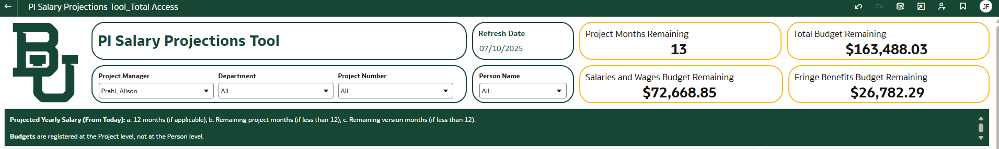 PI Salary Projections Tool_Total Access
JF
BU
PI Salary Projections Tool
Refresh Date
07/10/2025
Project Months Remaining
13
Total Budget Remaining
$163,488.03
Project Manager
Prahl, Alison
Department
All
Project Number
All
Person Name
All
Salaries and Wages Budget Remaining
$72,668.85
Fringe Benefits Budget Remaining
$26,782.29
Projected Yearly Salary (From Today): a. 12 months (if applicable), b. Remaining project months (if less than 12), c. Remaining version months (if less than 12).
Budgets are registered at the Project level, not at the Person level.